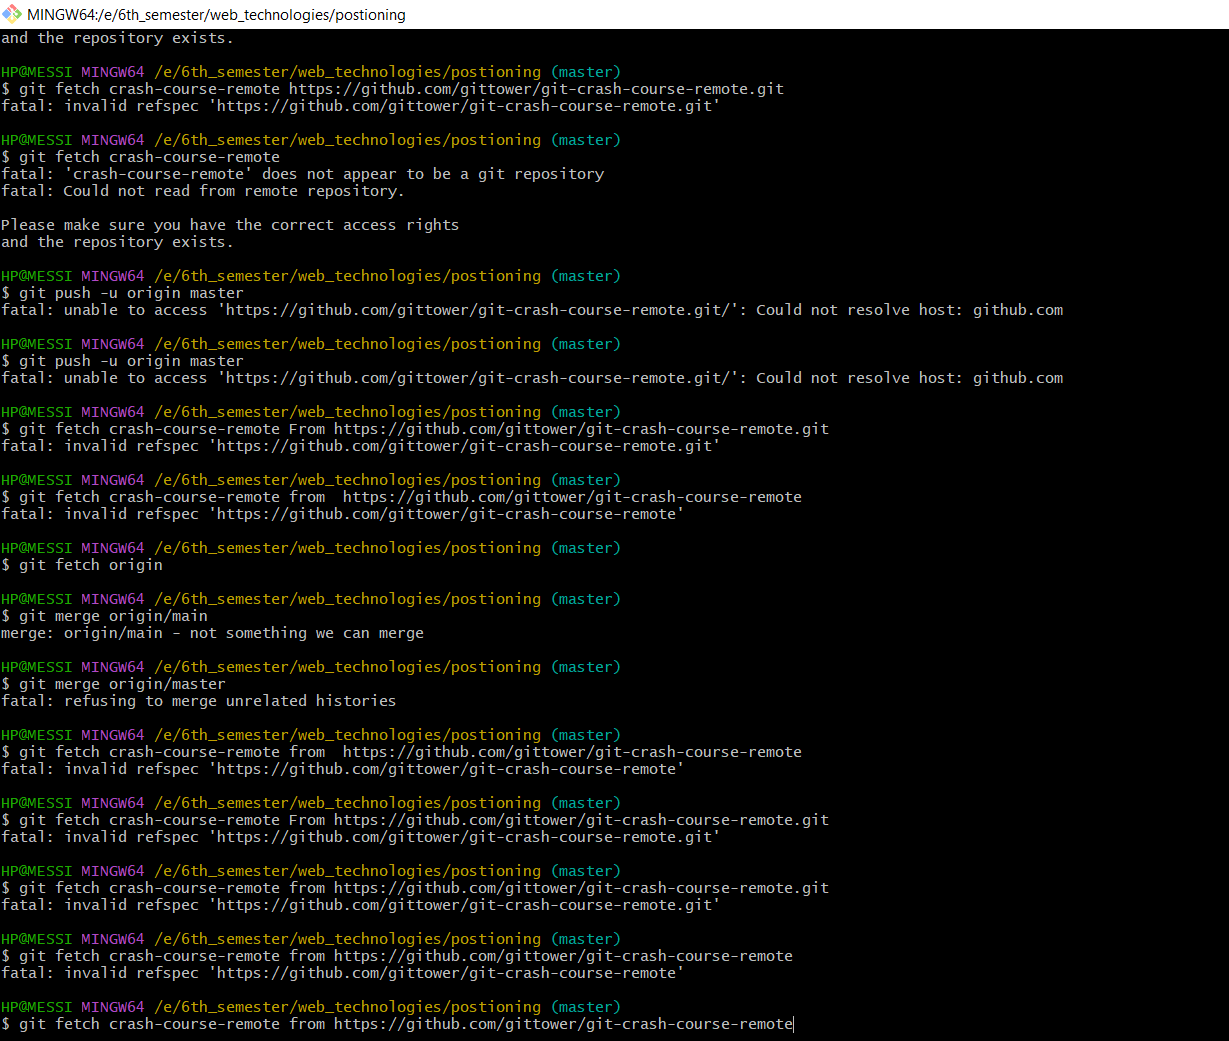 MINGW64:/e/6th_semester/web_technologies/postioning
and the repository exists.
HP@MESSI MINGW64 /e/6th_semester/web_technologies/postioning (master)
$ git fetch crash-course-remote https://github.com/gittower/git-crash-course-remote.git
fatal: invalid refspec 'https://github.com/gittower/git-crash-course-remote.git'
HP@MESSI MINGW64 /e/6th_semester/web_technologies/postioning (master)
$ git fetch crash-course-remote
fatal: 'crash-course-remote' does not appear to be a git repository
fatal: Could not read from remote repository.
Please make sure you have the correct access rights
and the repository exists.
HP@MESSI MINGW64 /e/6th_semester/web_technologies/postioning (master)
$ git push -u origin master
fatal: unable to access 'https://github.com/gittower/git-crash-course-remote.git/': Could not resolve host: github.com
HP@MESSI MINGW64 /e/6th_semester/web_technologies/postioning (master)
$ git push -u origin master
fatal: unable to access 'https://github.com/gittower/git-crash-course-remote.git/': Could not resolve host: github.com
HP@MESSI MINGW64 /e/6th_semester/web_technologies/postioning (master)
$ git fetch crash-course-remote From https://github.com/gittower/git-crash-course-remote.git
fatal: invalid refspec 'https://github.com/gittower/git-crash-course-remote.git'
HP@MESSI MINGW64 /e/6th_semester/web_technologies/postioning (master)
$ git fetch crash-course-remote from  https://github.com/gittower/git-crash-course-remote
fatal: invalid refspec 'https://github.com/gittower/git-crash-course-remote'
HP@MESSI MINGW64 /e/6th_semester/web_technologies/postioning (master)
$ git fetch origin
HP@MESSI MINGW64 /e/6th_semester/web_technologies/postioning (master)
$ git merge origin/main
merge: origin/main - not something we can merge
HP@MESSI MINGW64 /e/6th_semester/web_technologies/postioning (master)
$ git merge origin/master
fatal: refusing to merge unrelated histories
HP@MESSI MINGW64 /e/6th_semester/web_technologies/postioning (master)
$ git fetch crash-course-remote from  https://github.com/gittower/git-crash-course-remote
fatal: invalid refspec 'https://github.com/gittower/git-crash-course-remote'
HP@MESSI MINGW64 /e/6th_semester/web_technologies/postioning (master)
$ git fetch crash-course-remote From https://github.com/gittower/git-crash-course-remote.git
fatal: invalid refspec 'https://github.com/gittower/git-crash-course-remote.git'
HP@MESSI MINGW64 /e/6th_semester/web_technologies/postioning (master)
$ git fetch crash-course-remote from https://github.com/gittower/git-crash-course-remote.git
fatal: invalid refspec 'https://github.com/gittower/git-crash-course-remote.git'
HP@MESSI MINGW64 /e/6th_semester/web_technologies/postioning (master)
$ git fetch crash-course-remote from https://github.com/gittower/git-crash-course-remote
fatal: invalid refspec 'https://github.com/gittower/git-crash-course-remote'
HP@MESSI MINGW64 /e/6th_semester/web_technologies/postioning (master)
$ git fetch crash-course-remote from https://github.com/gittower/git-crash-course-remote